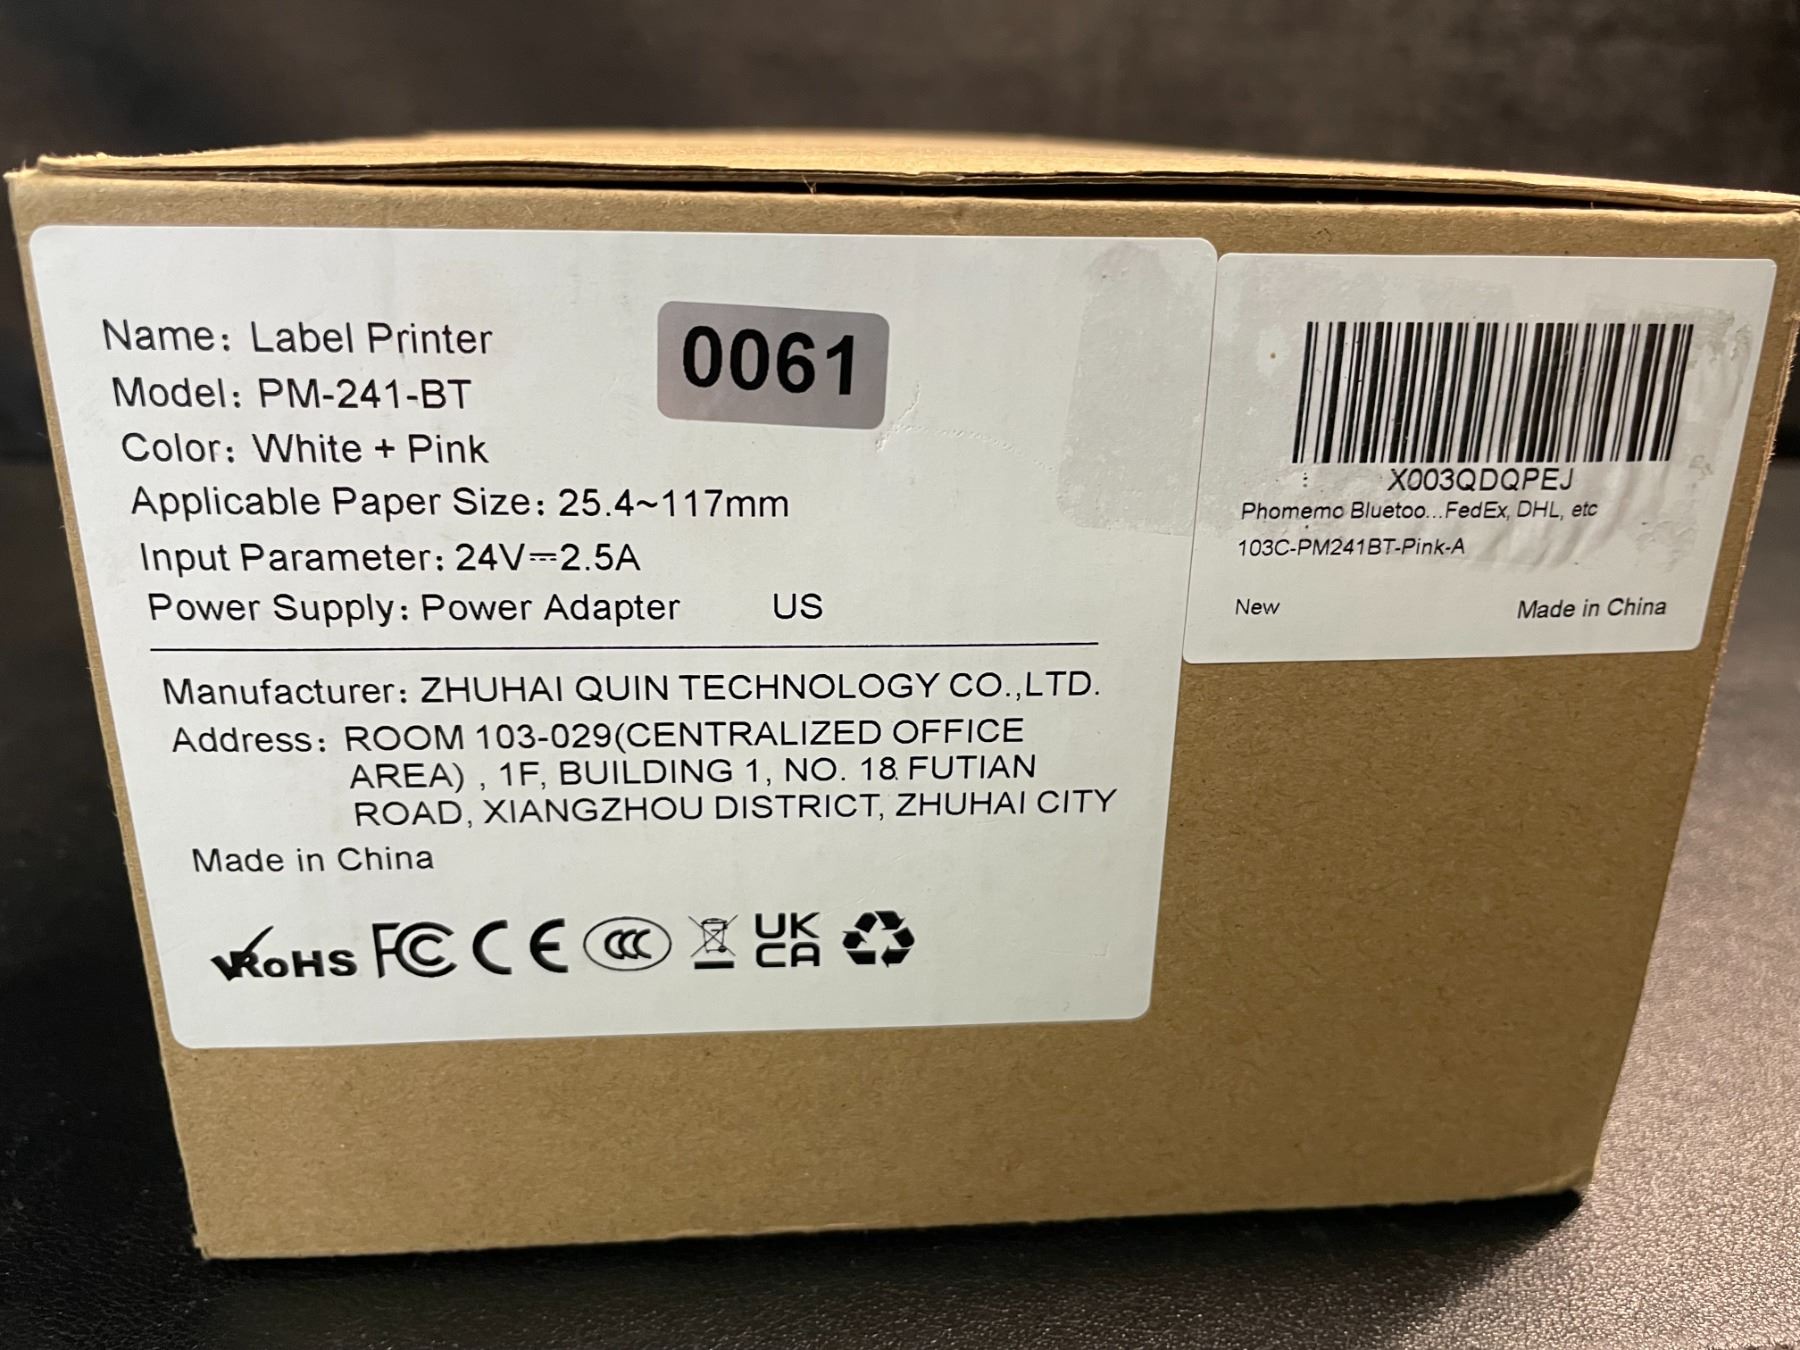 Name: Label Printer
0061
Model: PM-241-BT
Color: White + Pink
Applicable Paper Size: 25.4~117mm
Input Parameter: 24V⎓2.5A
Power Supply: Power Adapter US
Manufacturer: ZHUHAI QUIN TECHNOLOGY CO.,LTD.
Address: ROOM 103-029(CENTRALIZED OFFICE
AREA) , 1F, BUILDING 1, NO. 18 FUTIAN
ROAD, XIANGZHOU DISTRICT, ZHUHAI CITY
Made in China
RoHS FC CE CCC UK
CA
X003QDQPEJ
Phomemo Bluetoo...FedEx, DHL, etc
103C-PM241BT-Pink-A
New Made in China